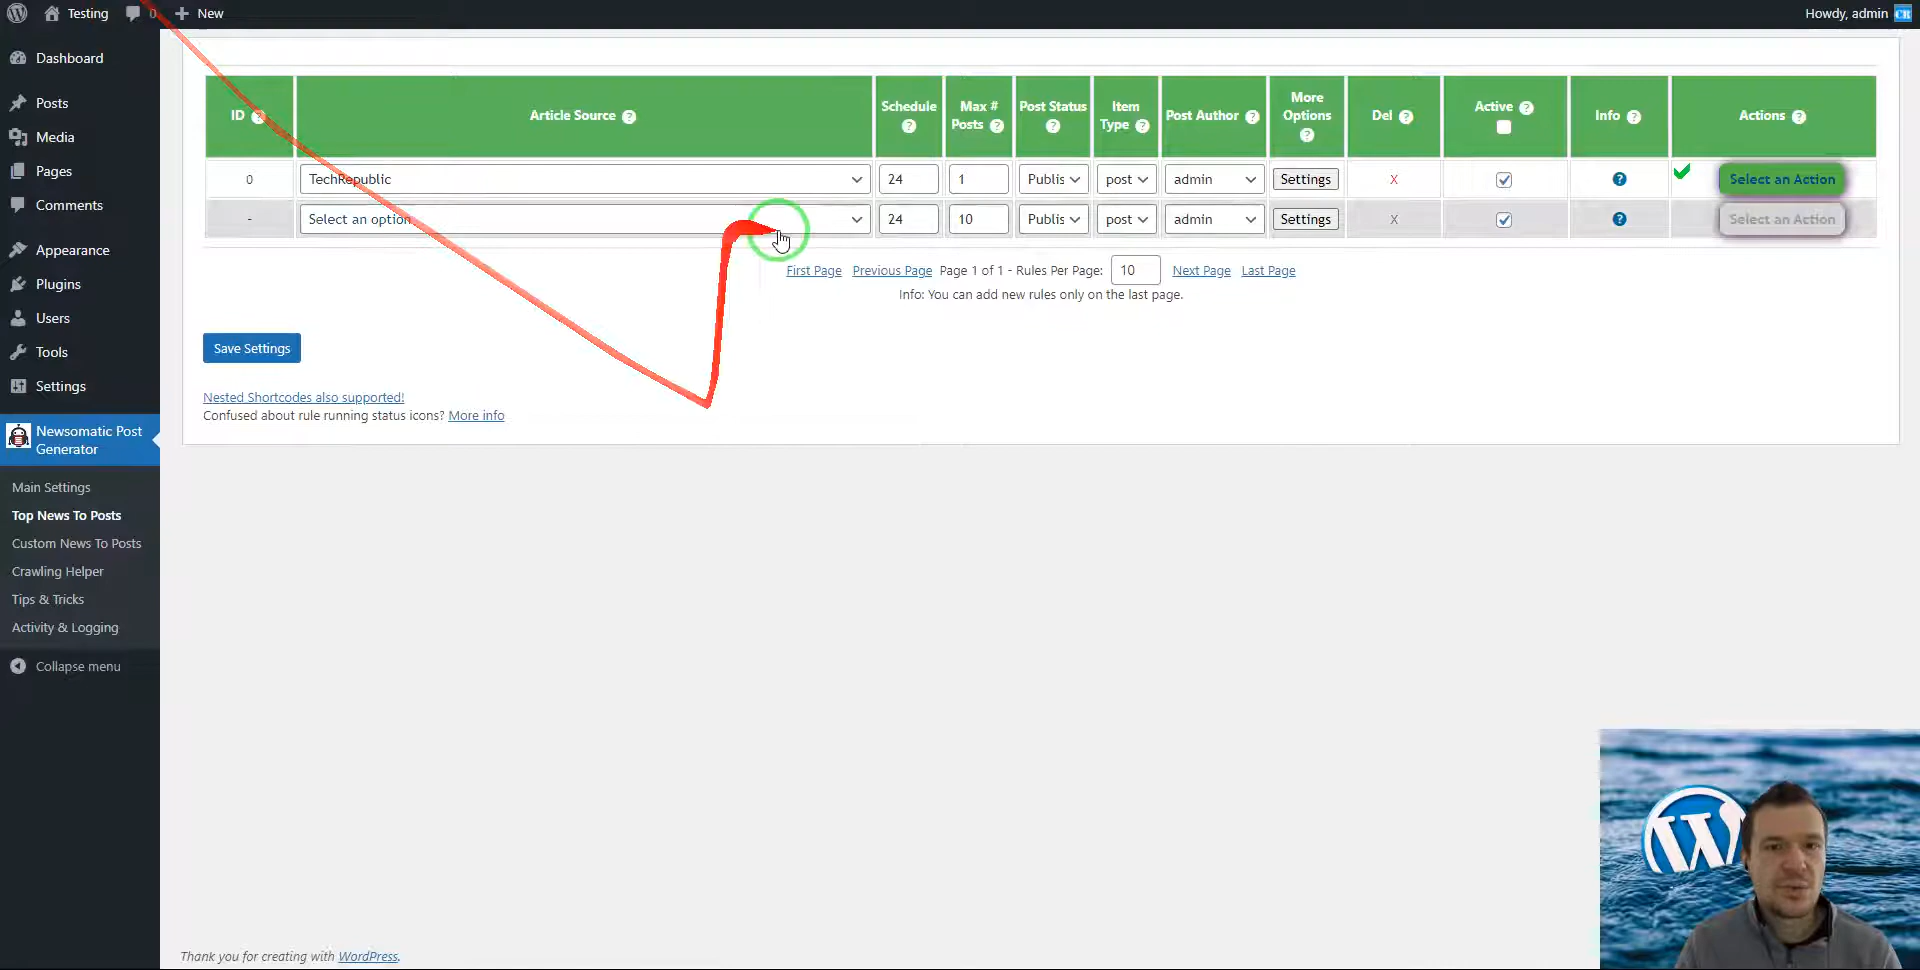 Testing
0
New
Howdy, admin
Dashboard
Posts
Media
Pages
Comments
Appearance
Plugins
Users
Tools
Settings
Newsomatic Post
Generator
Main Settings
Top News To Posts
Custom News To Posts
Crawling Helper
Tips & Tricks
Activity & Logging
Collapse menu
ID ? Article Source ? Schedule ? Max # Posts ? Post Status ? Item Type ? Post Author ? More Options ? Del ? Active ? Info ? Actions ?
0 TechRepublic 24 1 Publis post admin Settings X ? Select an Action
- Select an option 24 10 Publis post admin Settings X ? Select an Action
First Page Previous Page Page 1 of 1 - Rules Per Page: 10 Next Page Last Page
Info: You can add new rules only on the last page.
Save Settings
Nested Shortcodes also supported!
Confused about rule running status icons? More info
Thank you for creating with WordPress.